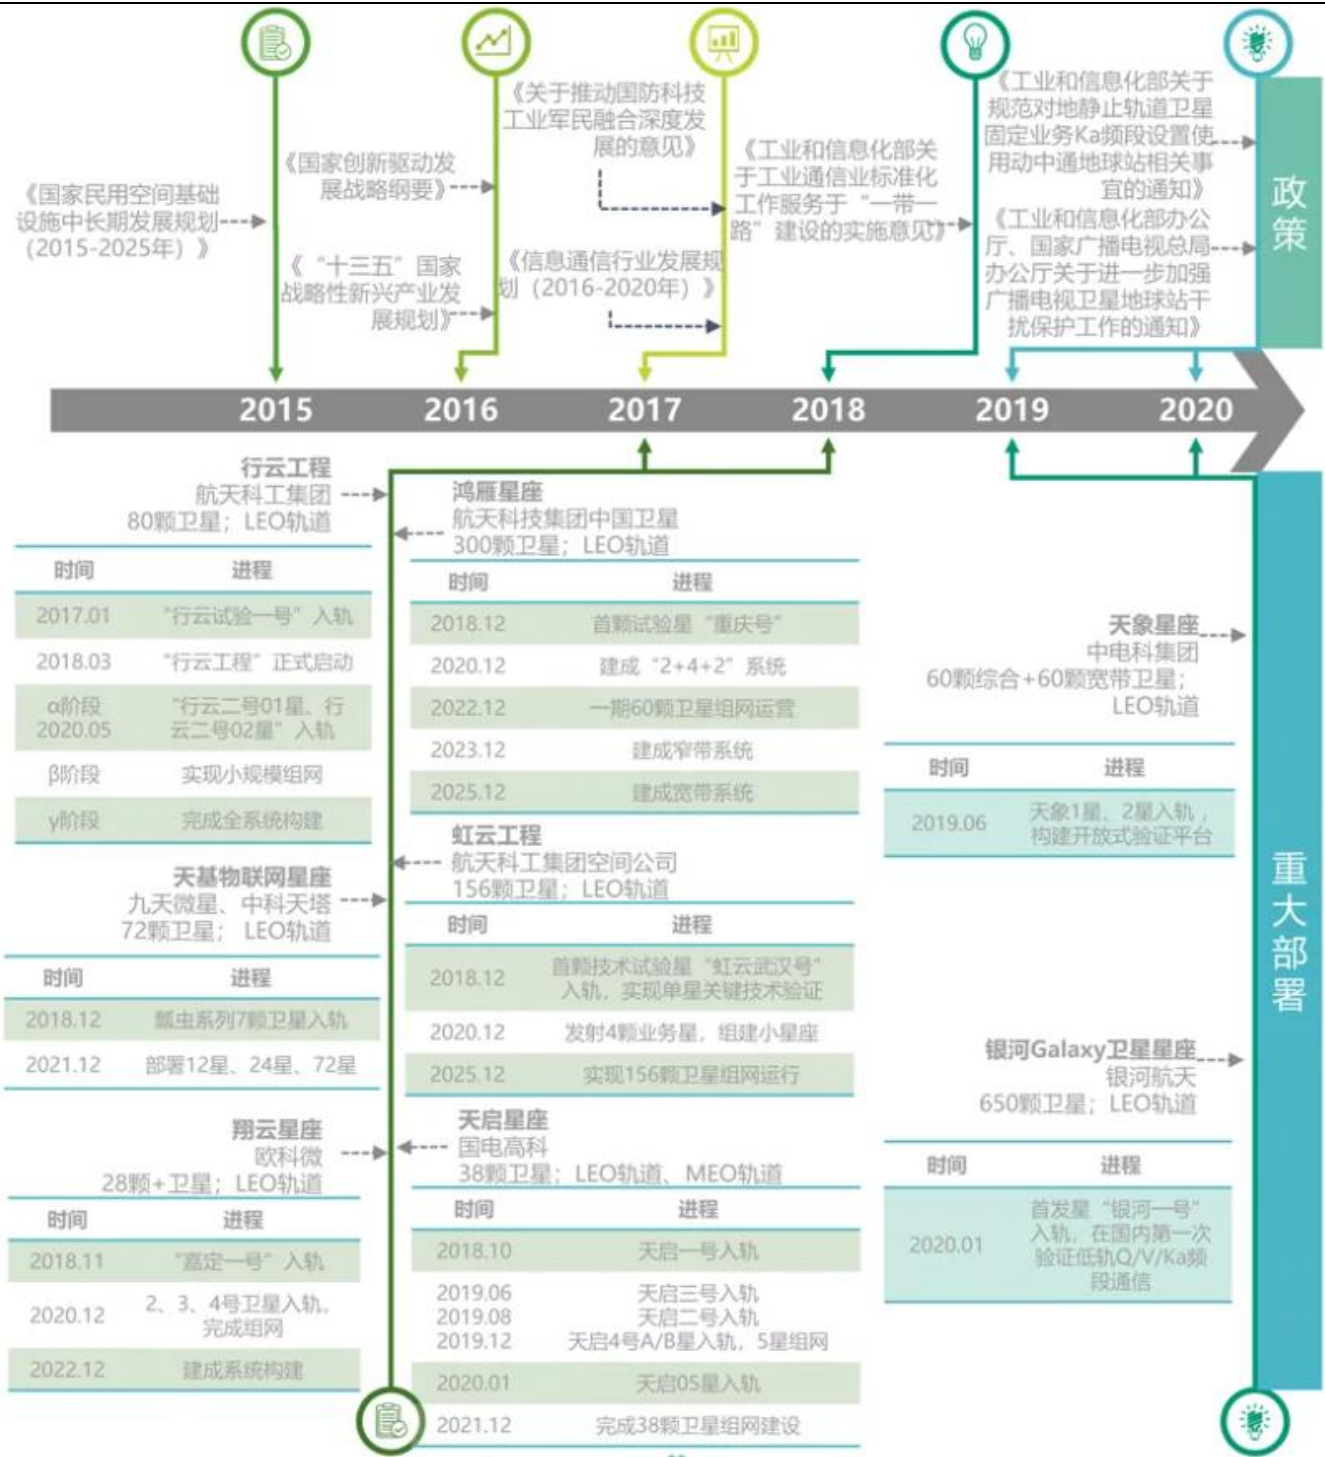 《国家民用空间基础
设施中长期发展规划
（2015-2025年）》
《国家创新驱动发
展战略纲要》
《“十三五”国家
战略性新兴产业发
展规划》
《关于推动国防科技
工业军民融合深度发
展的意见》
《信息通信行业发展规
划（2016-2020年）》
《工业和信息化部关
于工业通信业标准化
工作服务于“一带一
路”建设的实施意见》
《工业和信息化部关于
规范对地静止轨道卫星
固定业务Ka频段设置使
用动中通地球站相关事
宜的通知》
《工业和信息化部办公
厅、国家广播电视总局
办公厅关于进一步加强
广播电视卫星地球站干
扰保护工作的通知》
政策
2015 2016 2017 2018 2019 2020
行云工程
航天科工集团
80颗卫星；LEO轨道
时间 进程
2017.01 “行云试验一号”入轨
2018.03 “行云工程”正式启动
α阶段 “行云二号01星、行
2020.05 云二号02星”入轨
β阶段 实现小规模组网
γ阶段 完成全系统构建
天基物联网星座
九天微星、中科天塔
72颗卫星； LEO轨道
时间 进程
2018.12 瓢虫系列7颗卫星入轨
2021.12 部署12星、24星、72星
翔云星座
欧科微
28颗+卫星；LEO轨道
时间 进程
2018.11 “嘉定一号”入轨
2020.12 2、3、4号卫星入轨，
完成组网
2022.12 建成系统构建
鸿雁星座
航天科技集团中国卫星
300颗卫星；LEO轨道
时间 进程
2018.12 首颗试验星“重庆号”
2020.12 建成“2+4+2”系统
2022.12 一期60颗卫星组网运营
2023.12 建成窄带系统
2025.12 建成宽带系统
虹云工程
航天科工集团空间公司
156颗卫星；LEO轨道
时间 进程
2018.12 首颗技术试验星“虹云武汉号”
入轨，实现单星关键技术验证
2020.12 发射4颗业务星，组建小星座
2025.12 实现156颗卫星组网运行
天启星座
国电高科
38颗卫星；LEO轨道、MEO轨道
时间 进程
2018.10 天启一号入轨
2019.06 天启三号入轨
2019.08 天启二号入轨
2019.12 天启4号A/B星入轨，5星组网
2020.01 天启05星入轨
2021.12 完成38颗卫星组网建设
天象星座
中电科集团
60颗综合+60颗宽带卫星；
LEO轨道
时间 进程
2019.06 天象1星、2星入轨，
构建开放式验证平台
银河Galaxy卫星星座
银河航天
650颗卫星；LEO轨道
时间 进程
2020.01 首发星“银河一号”
入轨，在国内第一次
验证低轨Q/V/Ka频
段通信
重大部署